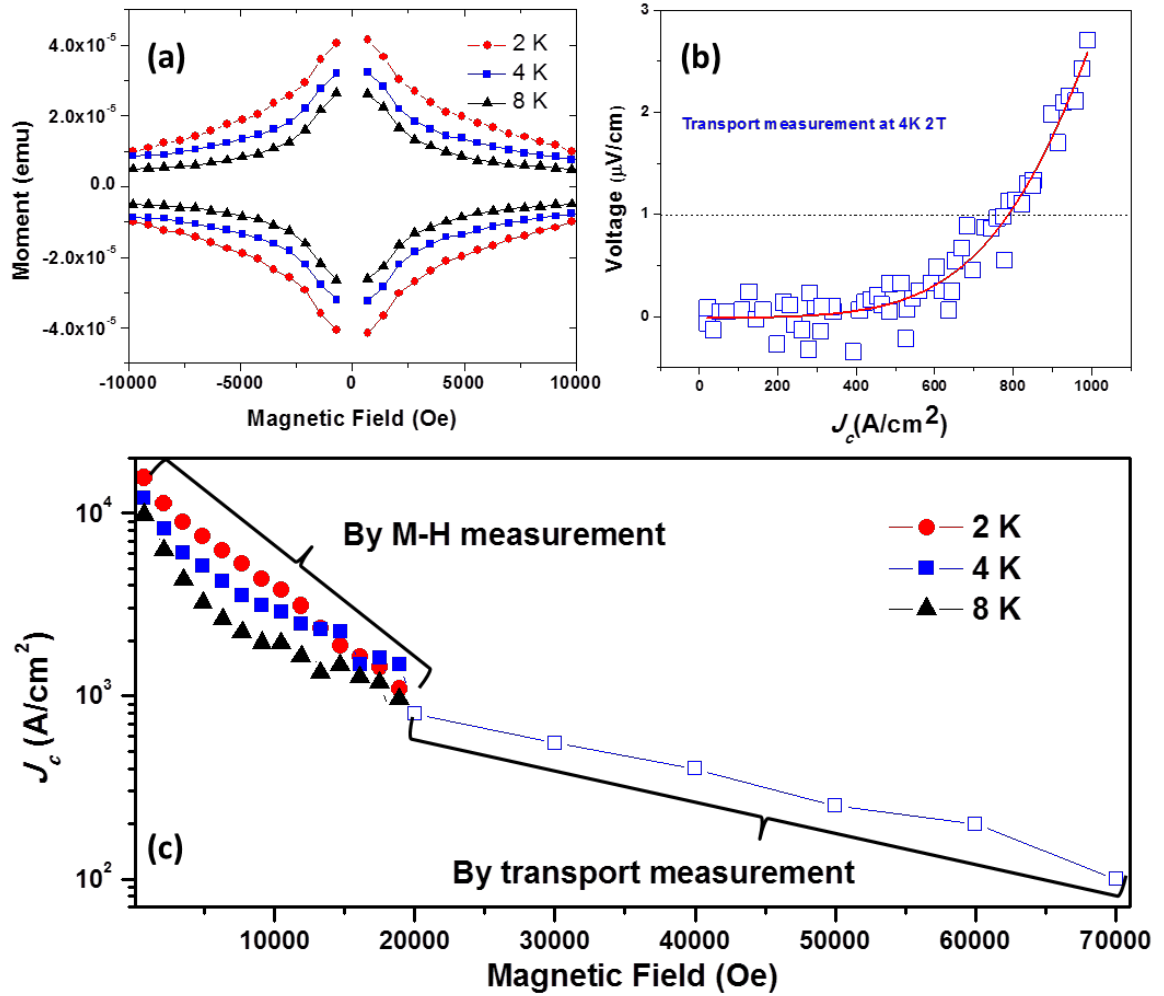 (a)
2 K
4 K
8 K
4.0x10⁻⁵
2.0x10⁻⁵
0.0
-2.0x10⁻⁵
-4.0x10⁻⁵
Moment (emu)
-10000 -5000 0 5000 10000
Magnetic Field (Oe)
(b)
Transport measurement at 4K 2T
3
2
1
0
Voltage (μV/cm)
0 200 400 600 800 1000
Jc(A/cm²)
By M-H measurement
2 K
4 K
8 K
10⁴
10³
10²
Jc (A/cm²)
(c)
By transport measurement
10000 20000 30000 40000 50000 60000 70000
Magnetic Field (Oe)